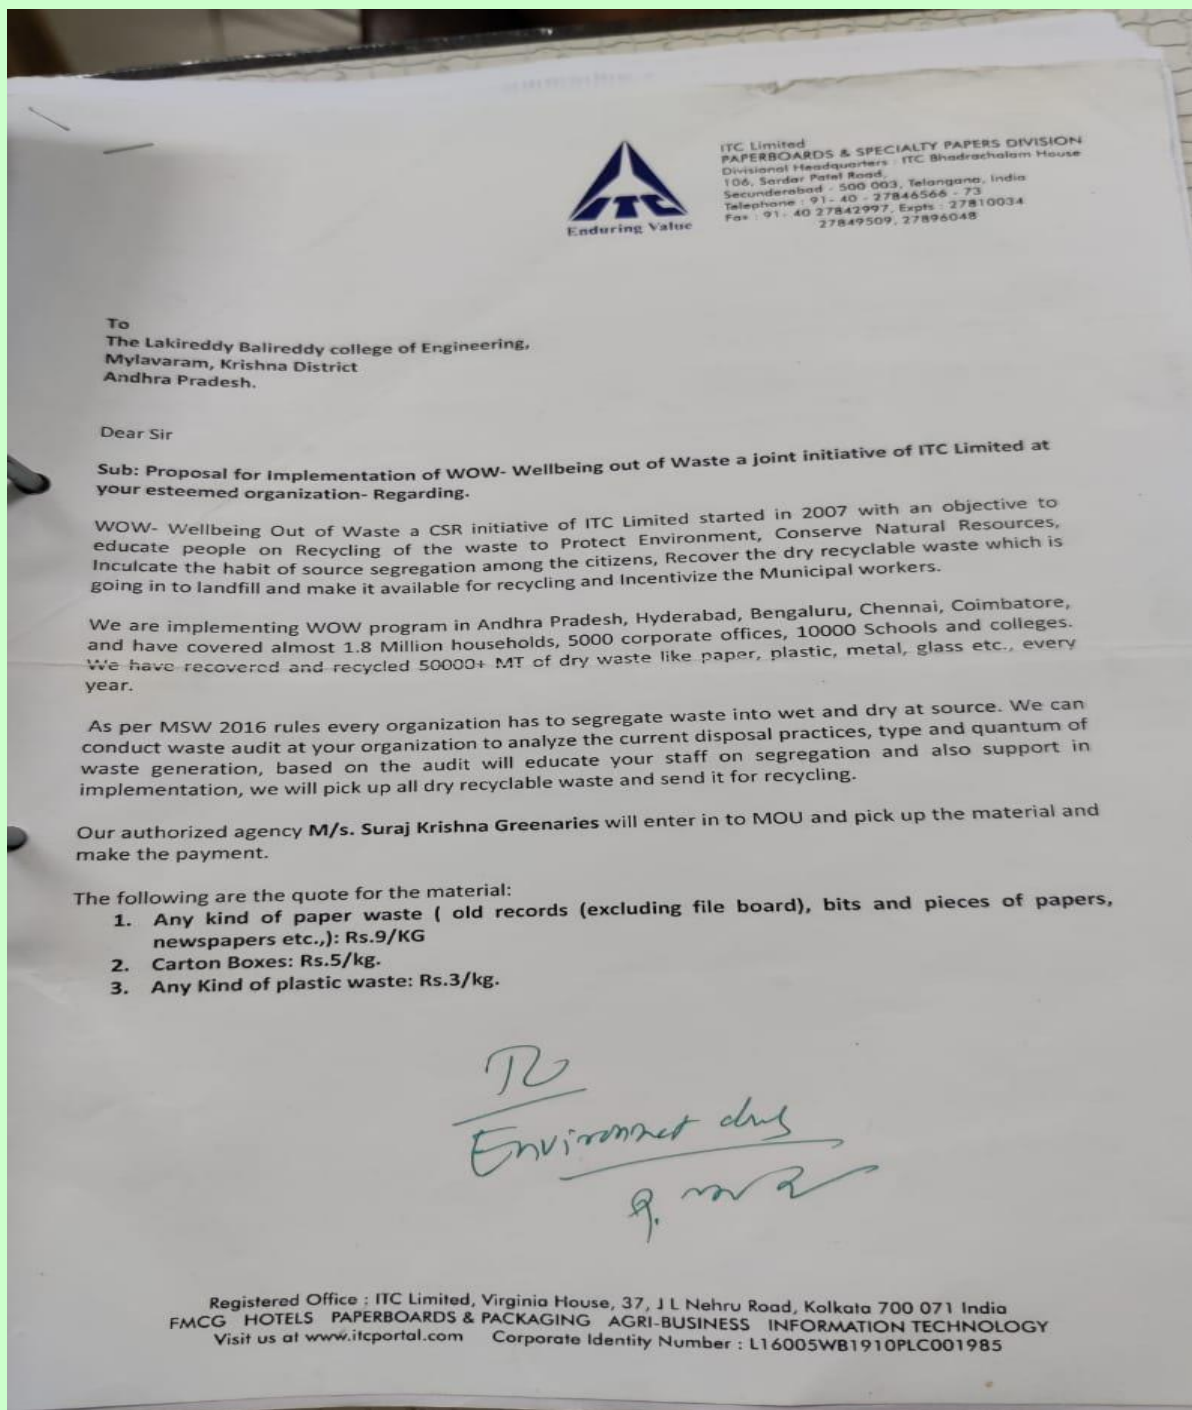 ITC Limited
PAPERBOARDS & SPECIALTY PAPERS DIVISION
Divisional Headquarters : ITC Bhadrachalam House
106, Sardar Patel Road,
Secunderabad - 500 003, Telangana, India
Telephone : 91- 40 - 27846566 - 73
Fax : 91- 40 27842997, Expts : 27810034
27849509, 27896048
ITC
Enduring Value
To
The Lakireddy Balireddy college of Engineering,
Mylavaram, Krishna District
Andhra Pradesh.
Dear Sir
Sub: Proposal for Implementation of WOW- Wellbeing out of Waste a joint initiative of ITC Limited at
your esteemed organization- Regarding.
WOW- Wellbeing Out of Waste a CSR initiative of ITC Limited started in 2007 with an objective to
educate people on Recycling of the waste to Protect Environment, Conserve Natural Resources,
Inculcate the habit of source segregation among the citizens, Recover the dry recyclable waste which is
going in to landfill and make it available for recycling and Incentivize the Municipal workers.
We are implementing WOW program in Andhra Pradesh, Hyderabad, Bengaluru, Chennai, Coimbatore,
and have covered almost 1.8 Million households, 5000 corporate offices, 10000 Schools and colleges.
We have recovered and recycled 50000+ MT of dry waste like paper, plastic, metal, glass etc., every
year.
As per MSW 2016 rules every organization has to segregate waste into wet and dry at source. We can
conduct waste audit at your organization to analyze the current disposal practices, type and quantum of
waste generation, based on the audit will educate your staff on segregation and also support in
implementation, we will pick up all dry recyclable waste and send it for recycling.
Our authorized agency M/s. Suraj Krishna Greenaries will enter in to MOU and pick up the material and
make the payment.
The following are the quote for the material:
1. Any kind of paper waste ( old records (excluding file board), bits and pieces of papers,
newspapers etc.,): Rs.9/KG
2. Carton Boxes: Rs.5/kg.
3. Any Kind of plastic waste: Rs.3/kg.
To
Registered Office : ITC Limited, Virginia House, 37, J L Nehru Road, Kolkata 700 071 India
FMCG HOTELS PAPERBOARDS & PACKAGING AGRI-BUSINESS INFORMATION TECHNOLOGY
Visit us at www.itcportal.com Corporate Identity Number : L16005WB1910PLC001985